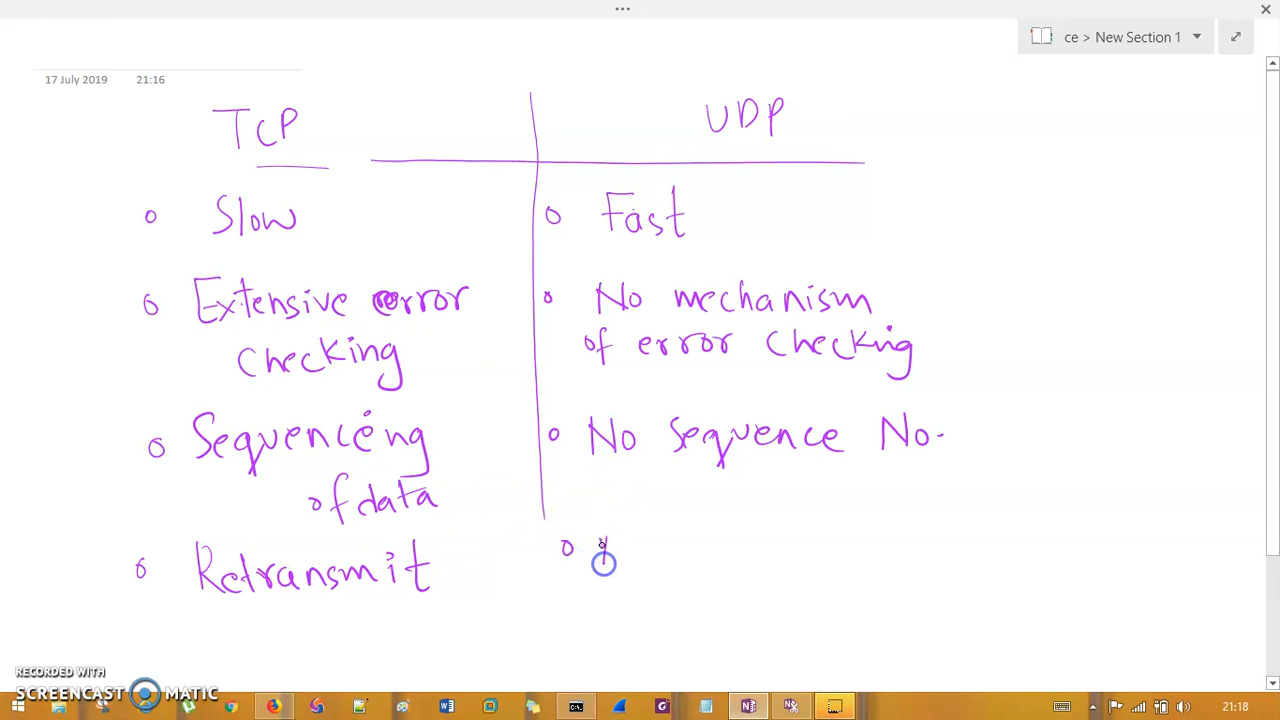 ce > New Section 1
17 July 2019 21:16
TCP
UDP
Slow
Fast
Extensive error
checking
No mechanism
of error checking
Sequencing
of data
No sequence No.
Retransmit
RECORDED WITH
SCREENCAST MATIC
21:18